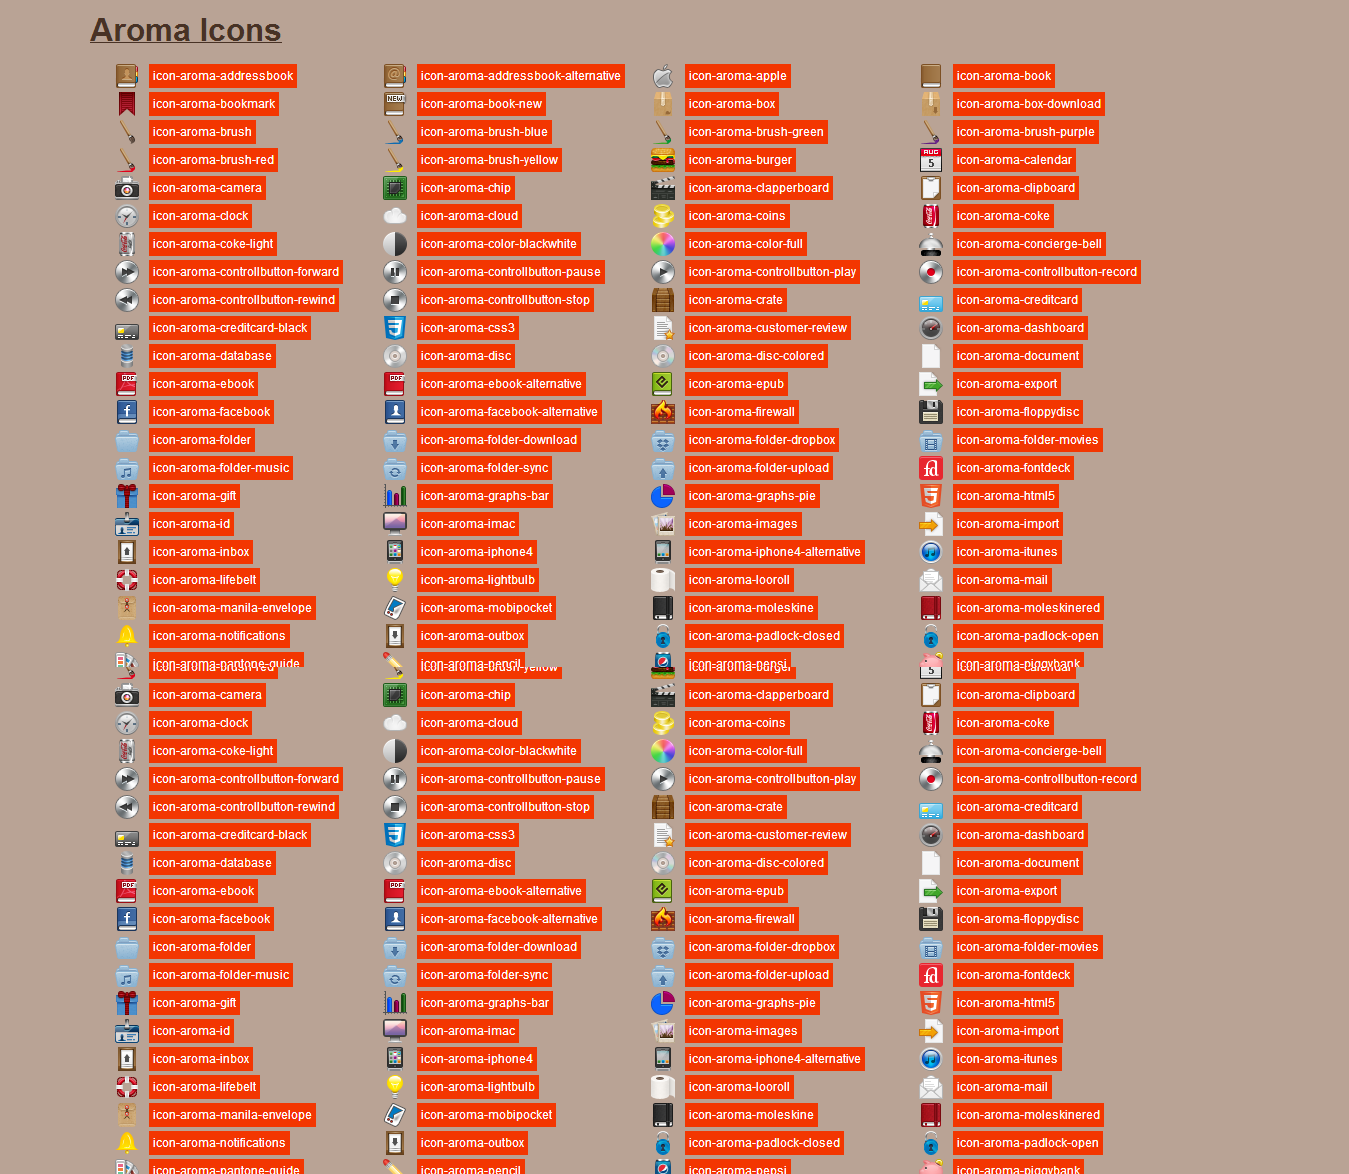 Aroma Icons
icon-aroma-addressbook icon-aroma-addressbook-alternative icon-aroma-apple icon-aroma-book
icon-aroma-bookmark icon-aroma-book-new icon-aroma-box icon-aroma-box-download
icon-aroma-brush icon-aroma-brush-blue icon-aroma-brush-green icon-aroma-brush-purple
icon-aroma-brush-red icon-aroma-brush-yellow icon-aroma-burger icon-aroma-calendar
icon-aroma-camera icon-aroma-chip icon-aroma-clapperboard icon-aroma-clipboard
icon-aroma-clock icon-aroma-cloud icon-aroma-coins icon-aroma-coke
icon-aroma-coke-light icon-aroma-color-blackwhite icon-aroma-color-full icon-aroma-concierge-bell
icon-aroma-controllbutton-forward icon-aroma-controllbutton-pause icon-aroma-controllbutton-play icon-aroma-controllbutton-record
icon-aroma-controllbutton-rewind icon-aroma-controllbutton-stop icon-aroma-crate icon-aroma-creditcard
icon-aroma-creditcard-black icon-aroma-css3 icon-aroma-customer-review icon-aroma-dashboard
icon-aroma-database icon-aroma-disc icon-aroma-disc-colored icon-aroma-document
icon-aroma-ebook icon-aroma-ebook-alternative icon-aroma-epub icon-aroma-export
icon-aroma-facebook icon-aroma-facebook-alternative icon-aroma-firewall icon-aroma-floppydisc
icon-aroma-folder icon-aroma-folder-download icon-aroma-folder-dropbox icon-aroma-folder-movies
icon-aroma-folder-music icon-aroma-folder-sync icon-aroma-folder-upload icon-aroma-fontdeck
icon-aroma-gift icon-aroma-graphs-bar icon-aroma-graphs-pie icon-aroma-html5
icon-aroma-id icon-aroma-imac icon-aroma-images icon-aroma-import
icon-aroma-inbox icon-aroma-iphone4 icon-aroma-iphone4-alternative icon-aroma-itunes
icon-aroma-lifebelt icon-aroma-lightbulb icon-aroma-looroll icon-aroma-mail
icon-aroma-manila-envelope icon-aroma-mobipocket icon-aroma-moleskine icon-aroma-moleskinered
icon-aroma-notifications icon-aroma-outbox icon-aroma-padlock-closed icon-aroma-padlock-open
icon-aroma-pantone-guide icon-aroma-pencil icon-aroma-pepsi icon-aroma-piggybank
icon-aroma-camera icon-aroma-chip icon-aroma-clapperboard icon-aroma-clipboard
icon-aroma-clock icon-aroma-cloud icon-aroma-coins icon-aroma-coke
icon-aroma-coke-light icon-aroma-color-blackwhite icon-aroma-color-full icon-aroma-concierge-bell
icon-aroma-controllbutton-forward icon-aroma-controllbutton-pause icon-aroma-controllbutton-play icon-aroma-controllbutton-record
icon-aroma-controllbutton-rewind icon-aroma-controllbutton-stop icon-aroma-crate icon-aroma-creditcard
icon-aroma-creditcard-black icon-aroma-css3 icon-aroma-customer-review icon-aroma-dashboard
icon-aroma-database icon-aroma-disc icon-aroma-disc-colored icon-aroma-document
icon-aroma-ebook icon-aroma-ebook-alternative icon-aroma-epub icon-aroma-export
icon-aroma-facebook icon-aroma-facebook-alternative icon-aroma-firewall icon-aroma-floppydisc
icon-aroma-folder icon-aroma-folder-download icon-aroma-folder-dropbox icon-aroma-folder-movies
icon-aroma-folder-music icon-aroma-folder-sync icon-aroma-folder-upload icon-aroma-fontdeck
icon-aroma-gift icon-aroma-graphs-bar icon-aroma-graphs-pie icon-aroma-html5
icon-aroma-id icon-aroma-imac icon-aroma-images icon-aroma-import
icon-aroma-inbox icon-aroma-iphone4 icon-aroma-iphone4-alternative icon-aroma-itunes
icon-aroma-lifebelt icon-aroma-lightbulb icon-aroma-looroll icon-aroma-mail
icon-aroma-manila-envelope icon-aroma-mobipocket icon-aroma-moleskine icon-aroma-moleskinered
icon-aroma-notifications icon-aroma-outbox icon-aroma-padlock-closed icon-aroma-padlock-open
icon-aroma-pantone-guide icon-aroma-pencil icon-aroma-pepsi icon-aroma-piggybank